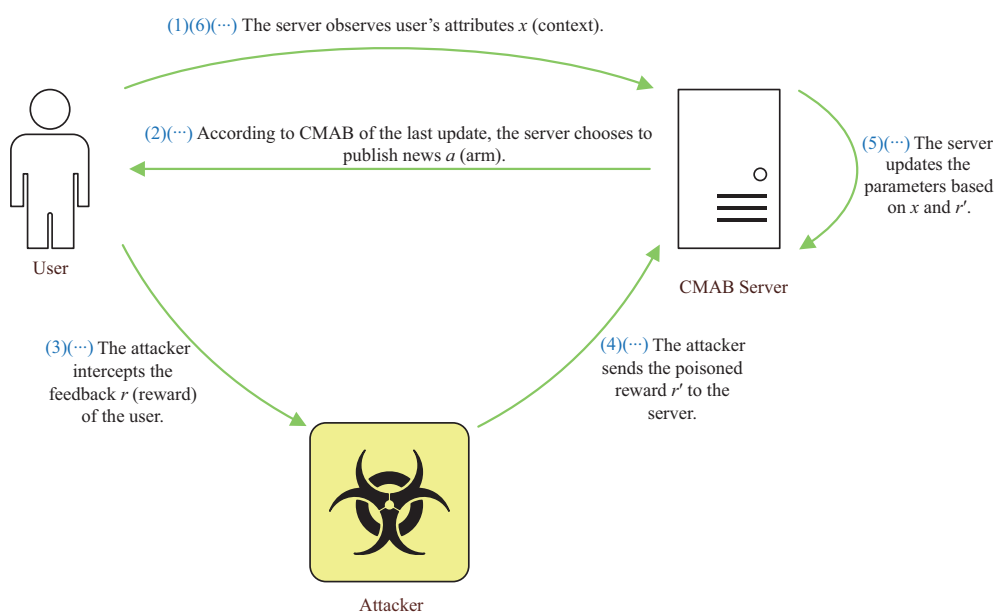 (1)(6)(···) The server observes user's attributes x (context).
(2)(···) According to CMAB of the last update, the server chooses to
publish news a (arm).
(5)(···) The server
updates the
parameters based
on x and r′.
User
CMAB Server
(3)(···) The attacker
intercepts the
feedback r (reward)
of the user.
(4)(···) The attacker
sends the poisoned
reward r′ to the
server.
Attacker